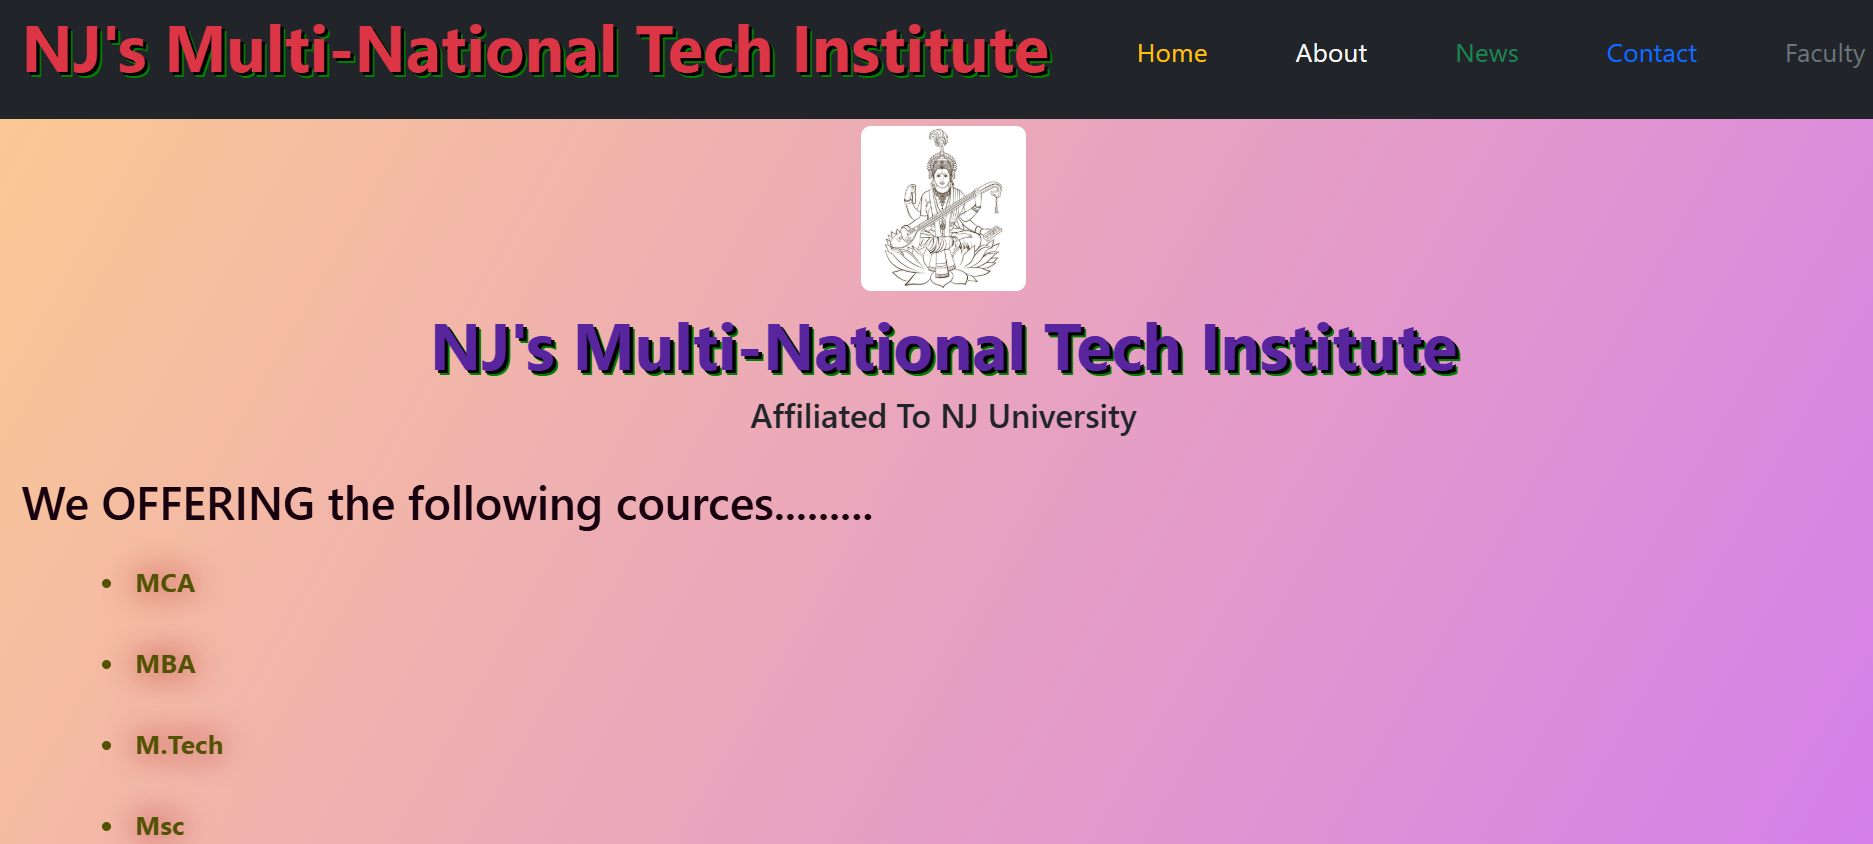 NJ's Multi-National Tech Institute Home About News Contact Faculty
NJ's Multi-National Tech Institute
Affiliated To NJ University
We OFFERING the following cources.........
• MCA
• MBA
• M.Tech
• Msc